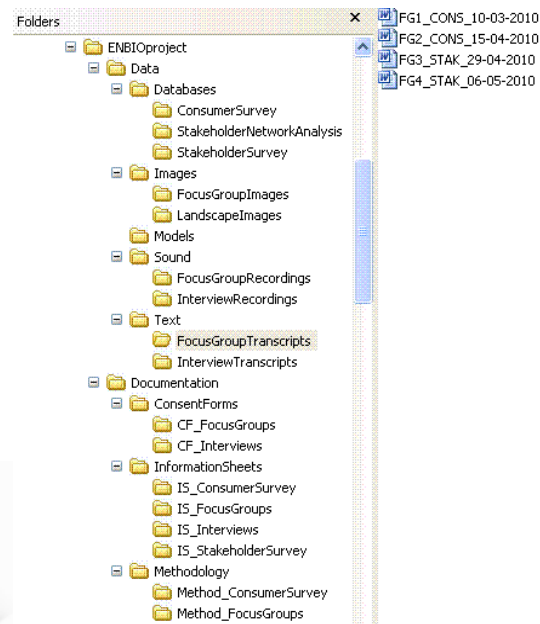 Folders
ENBIOproject
Data
Databases
ConsumerSurvey
StakeholderNetworkAnalysis
StakeholderSurvey
Images
FocusGroupImages
LandscapeImages
Models
Sound
FocusGroupRecordings
InterviewRecordings
Text
FocusGroupTranscripts
InterviewTranscripts
Documentation
ConsentForms
CF_FocusGroups
CF_Interviews
InformationSheets
IS_ConsumerSurvey
IS_FocusGroups
IS_Interviews
IS_StakeholderSurvey
Methodology
Method_ConsumerSurvey
Method_FocusGroups
FG1_CONS_10-03-2010
FG2_CONS_15-04-2010
FG3_STAK_29-04-2010
FG4_STAK_06-05-2010